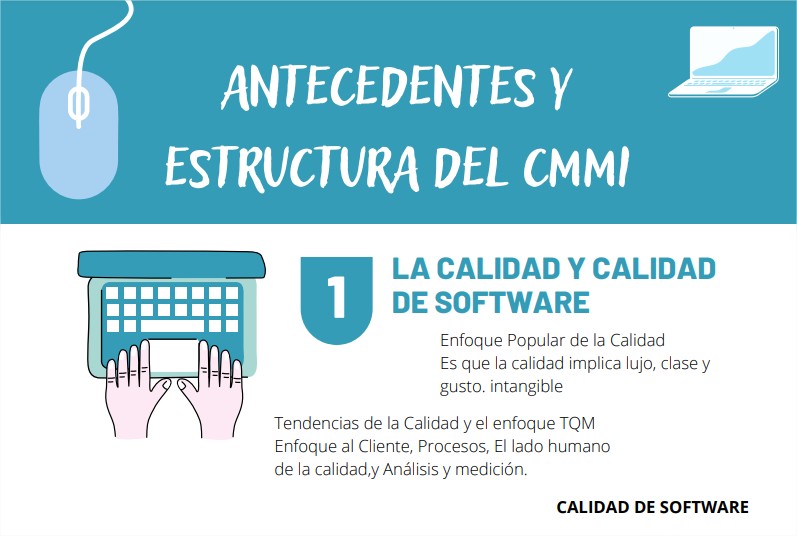 ANTECEDENTES Y
ESTRUCTURA DEL CMMI
1
LA CALIDAD Y CALIDAD
DE SOFTWARE
Enfoque Popular de la Calidad
Es que la calidad implica lujo, clase y
gusto. intangible
Tendencias de la Calidad y el enfoque TQM
Enfoque al Cliente, Procesos, El lado humano
de la calidad,y Análisis y medición.
CALIDAD DE SOFTWARE